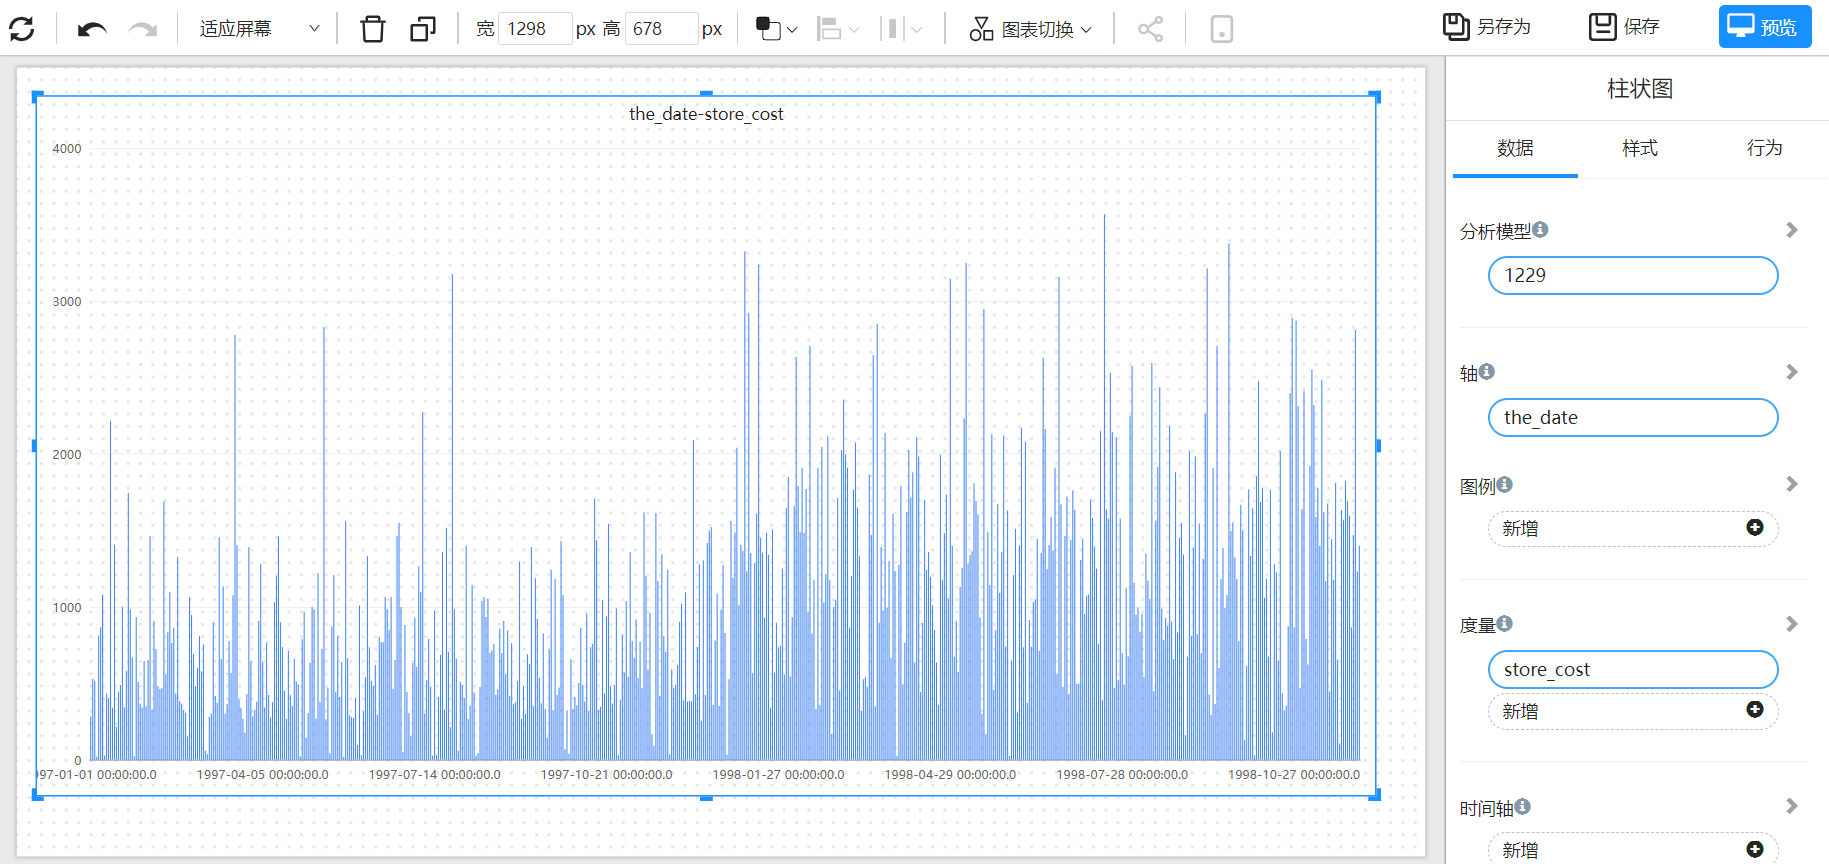 适应屏幕 宽 1298 px 高 678 px 图表切换 另存为 保存 预览
the_date-store_cost
4000
3000
2000
1000
0
97-01-01 00:00:00.0 1997-04-05 00:00:00.0 1997-07-14 00:00:00.0 1997-10-21 00:00:00.0 1998-01-27 00:00:00.0 1998-04-29 00:00:00.0 1998-07-28 00:00:00.0 1998-10-27 00:00:00.0
柱状图
数据 样式 行为
分析模型
1229
轴
the_date
图例
新增
度量
store_cost
新增
时间轴
新增